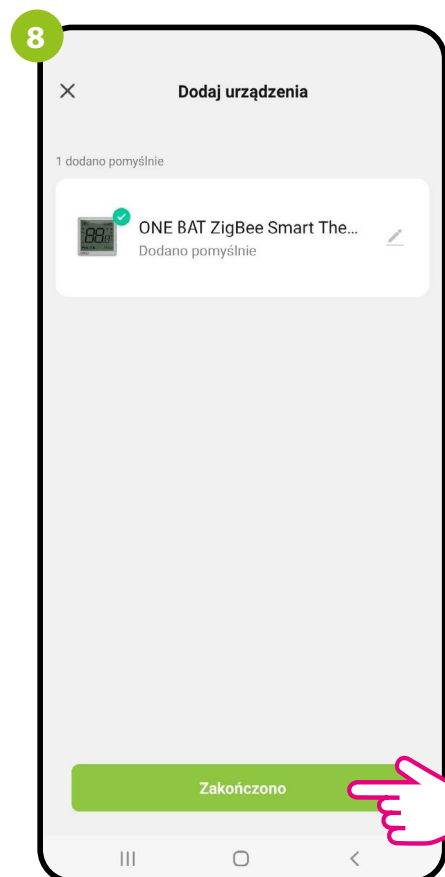 8
Dodaj urządzenia
1 dodano pomyślnie
ONE BAT ZigBee Smart The...
Dodano pomyślnie
Zakończono